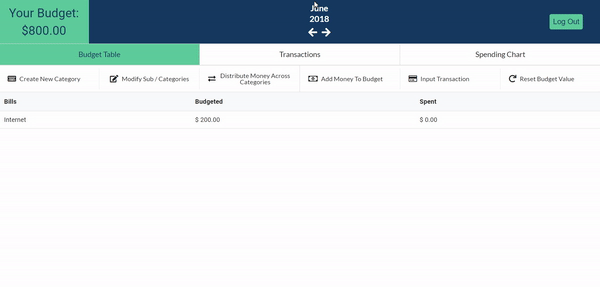 Your Budget:
$800.00
June
2018
Log Out
Budget Table
Transactions
Spending Chart
Create New Category
Modify Sub / Categories
Distribute Money Across
Categories
Add Money To Budget
Input Transaction
Reset Budget Value
Bills Budgeted Spent
Internet $ 200.00 $ 0.00